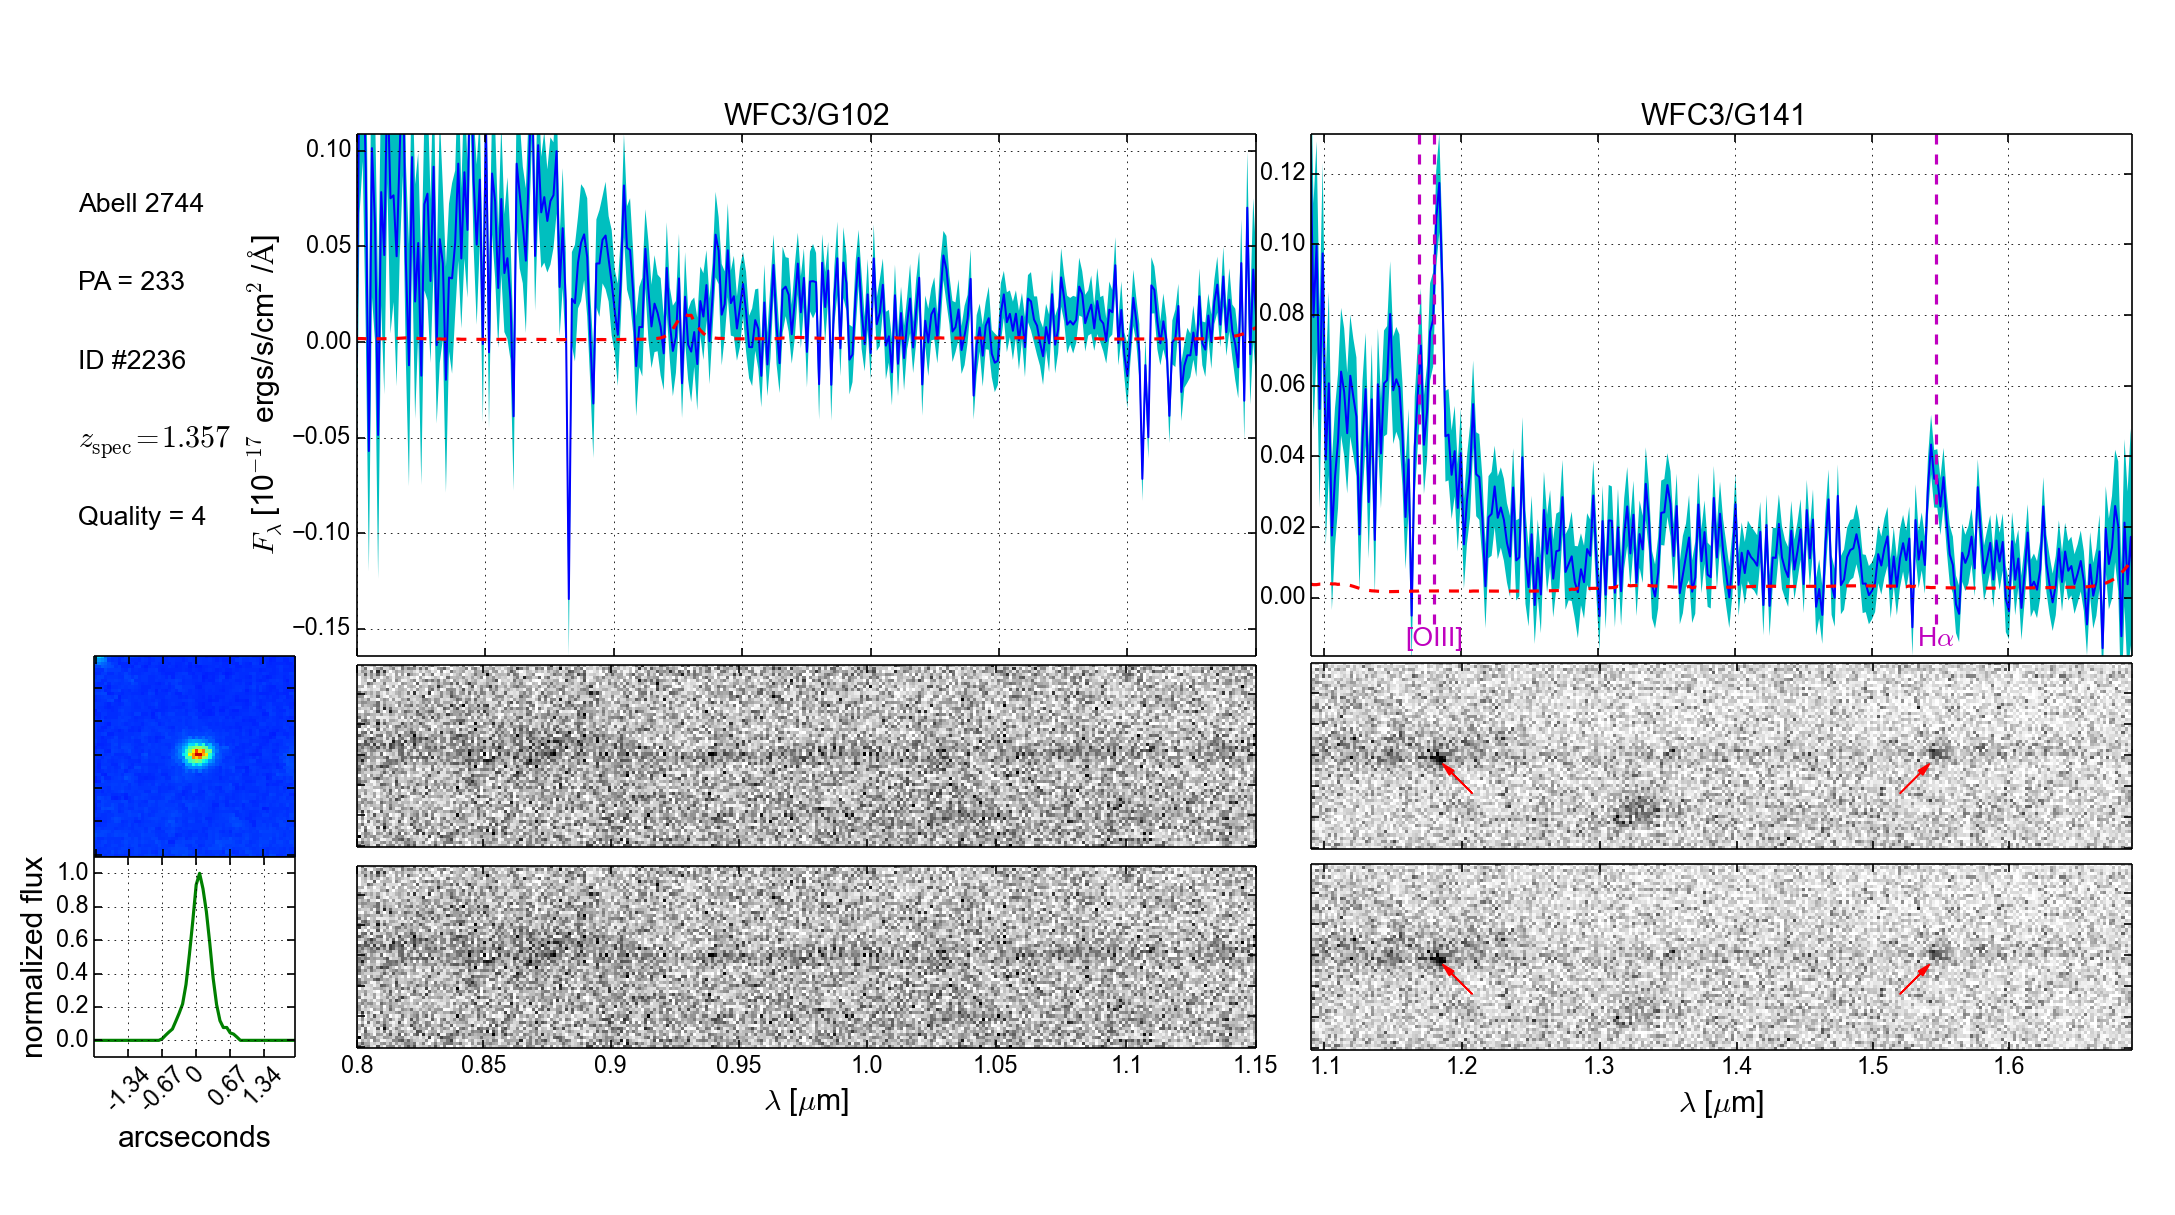 WFC3/G102
WFC3/G141
Abell 2744
PA = 233
ID #2236
z_spec = 1.357
Quality = 4
F_λ [10^−17 ergs/s/cm^2 /Å]
0.10
0.05
0.00
−0.05
−0.10
−0.15
0.12
0.10
0.08
0.06
0.04
0.02
0.00
[OIII]
Hα
normalized flux
1.0
0.8
0.6
0.4
0.2
0.0
-1.34
-0.67
0
0.67
1.34
arcseconds
0.8 0.85 0.9 0.95 1.0 1.05 1.1 1.15
λ [μm]
1.1 1.2 1.3 1.4 1.5 1.6
λ [μm]